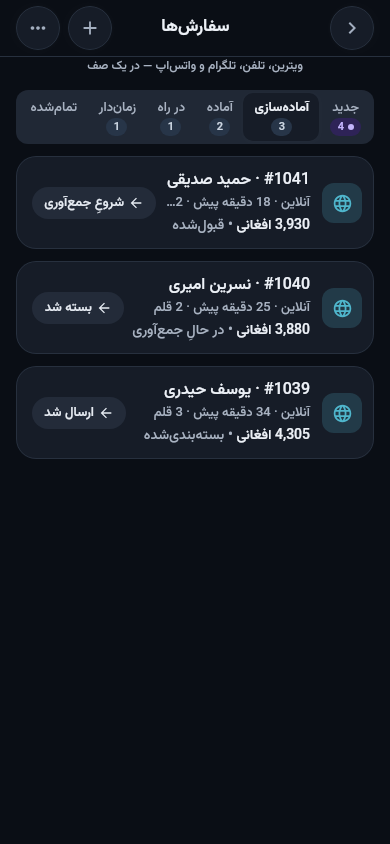 سفارش‌ها
ویترین، تلفن، تلگرام و واتس‌اپ — در یک صف
جدید
4
آماده‌سازی
3
آماده
2
در راه
1
زمان‌دار
1
تمام‌شده
#1041 · حمید صدیقی
آنلاین · 18 دقیقه پیش · 2…
3,930 افغانی • قبول‌شده
شروع جمع‌آوری
#1040 · نسرین امیری
آنلاین · 25 دقیقه پیش · 2 قلم
3,880 افغانی • در حالِ جمع‌آوری
بسته شد
#1039 · یوسف حیدری
آنلاین · 34 دقیقه پیش · 3 قلم
4,305 افغانی • بسته‌بندی‌شده
ارسال شد